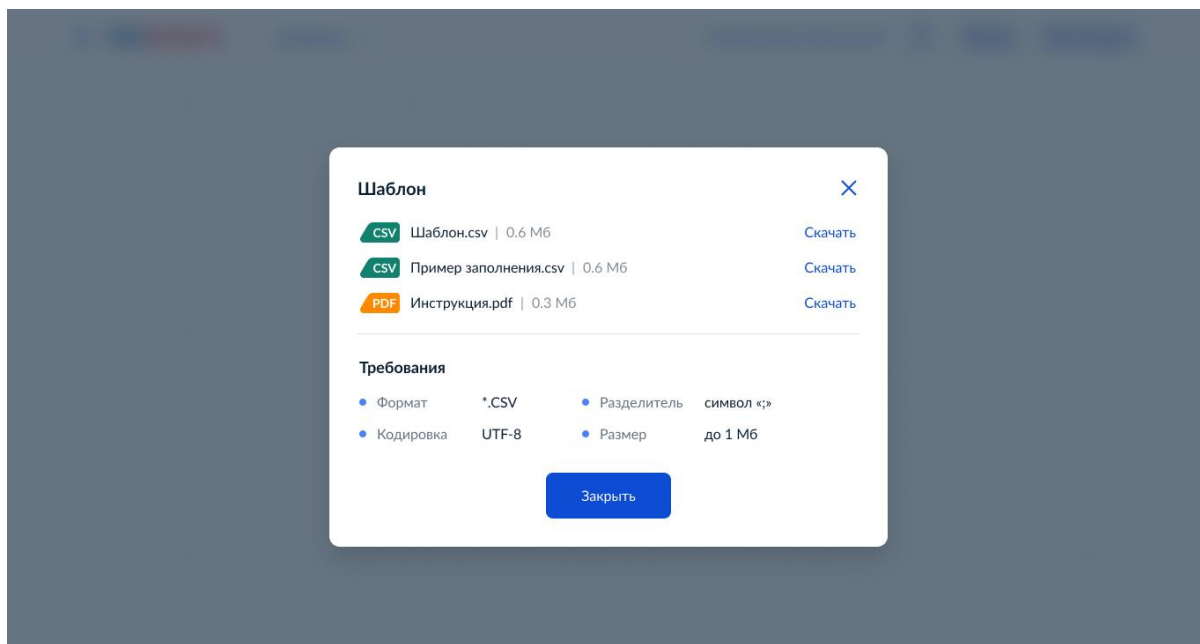 Шаблон
CSV Шаблон.csv | 0.6 Мб Скачать
CSV Пример заполнения.csv | 0.6 Мб Скачать
PDF Инструкция.pdf | 0.3 Мб Скачать
Требования
• Формат *.CSV • Разделитель символ «;»
• Кодировка UTF-8 • Размер до 1 Мб
Закрыть